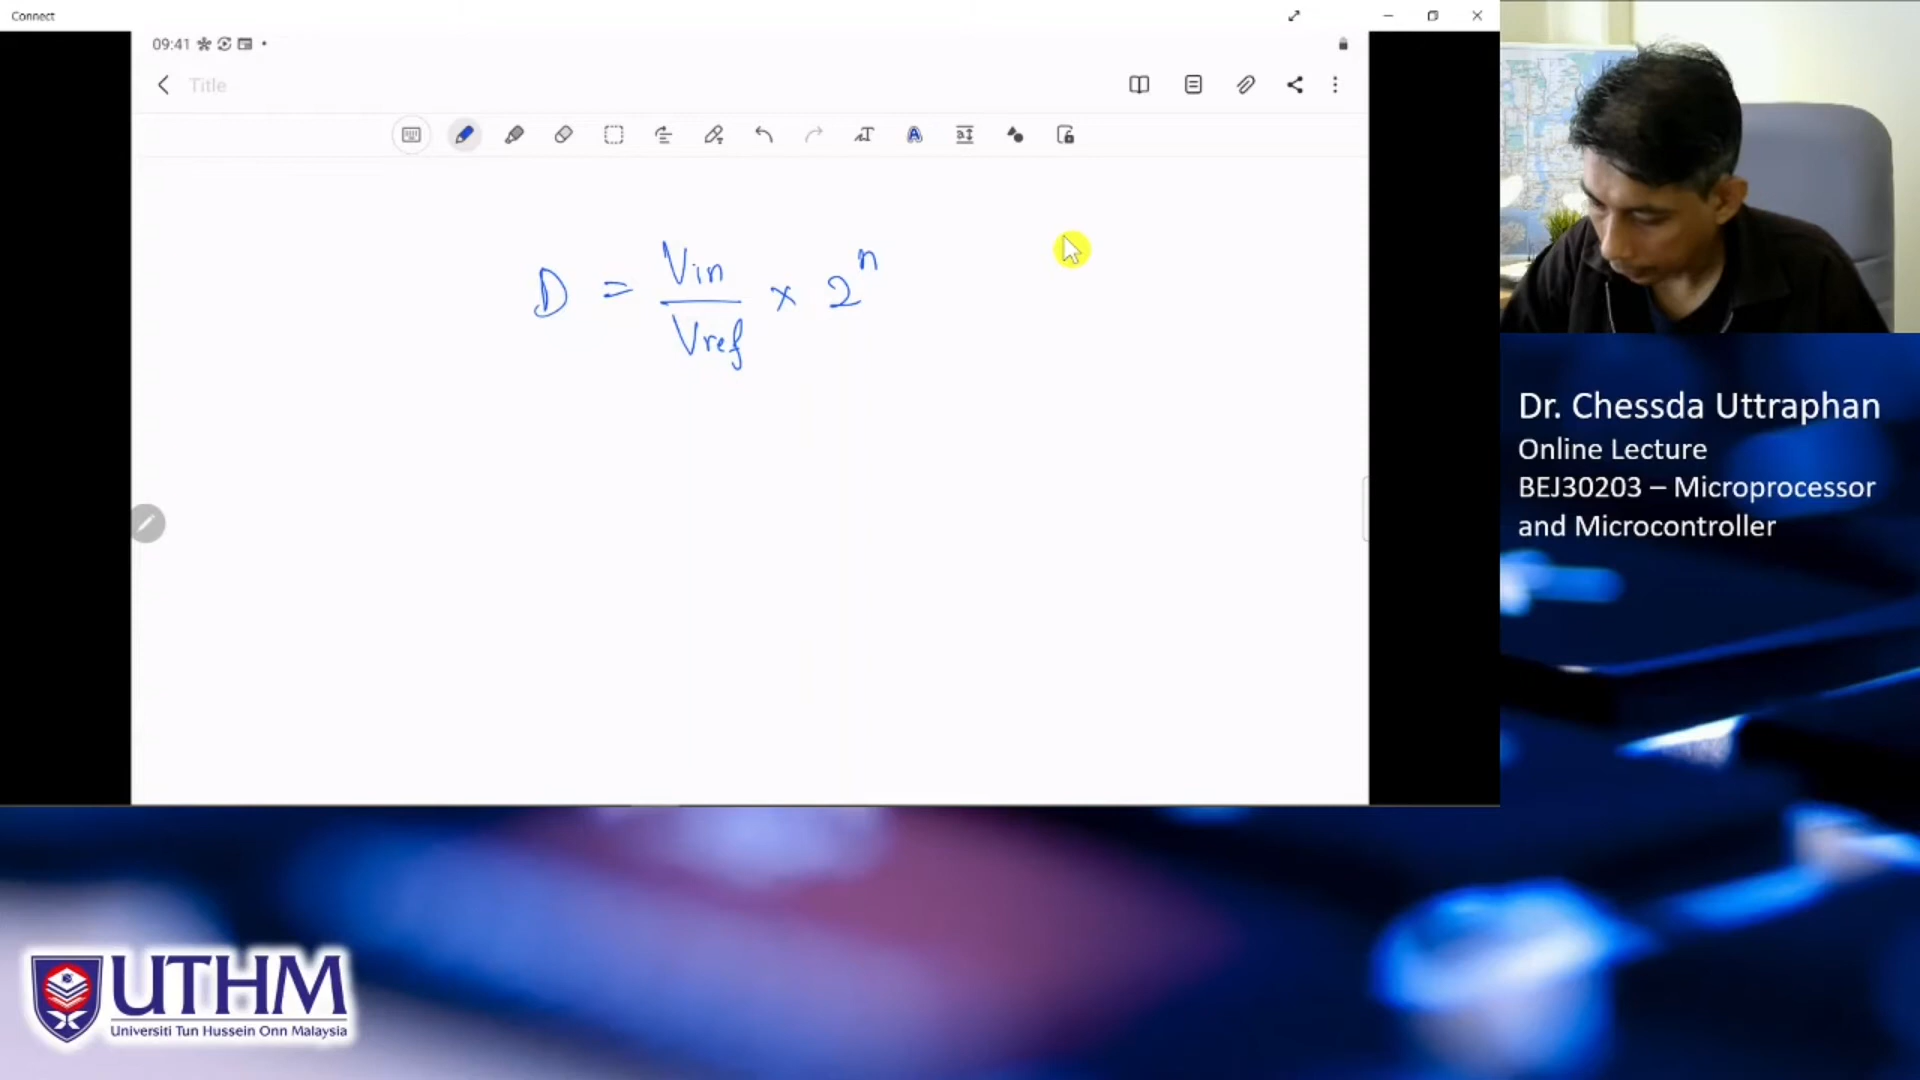 Connect
09:41
Title
D = Vin / Vref × 2^n
Dr. Chessda Uttraphan
Online Lecture
BEJ30203 – Microprocessor
and Microcontroller
UTHM
Universiti Tun Hussein Onn Malaysia